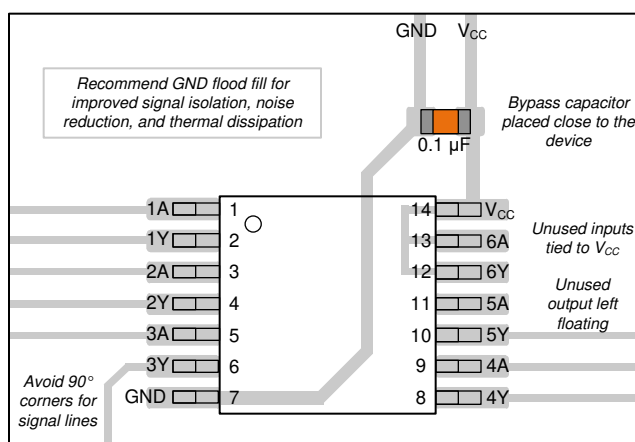 GND VCC
Recommend GND flood fill for
improved signal isolation, noise
reduction, and thermal dissipation
Bypass capacitor
placed close to the
device
0.1 µF
1A 1 14 VCC
1Y 2 13 6A
2A 3 12 6Y
2Y 4 11 5A
3A 5 10 5Y
3Y 6 9 4A
GND 7 8 4Y
Unused inputs
tied to VCC
Unused
output left
floating
Avoid 90°
corners for
signal lines